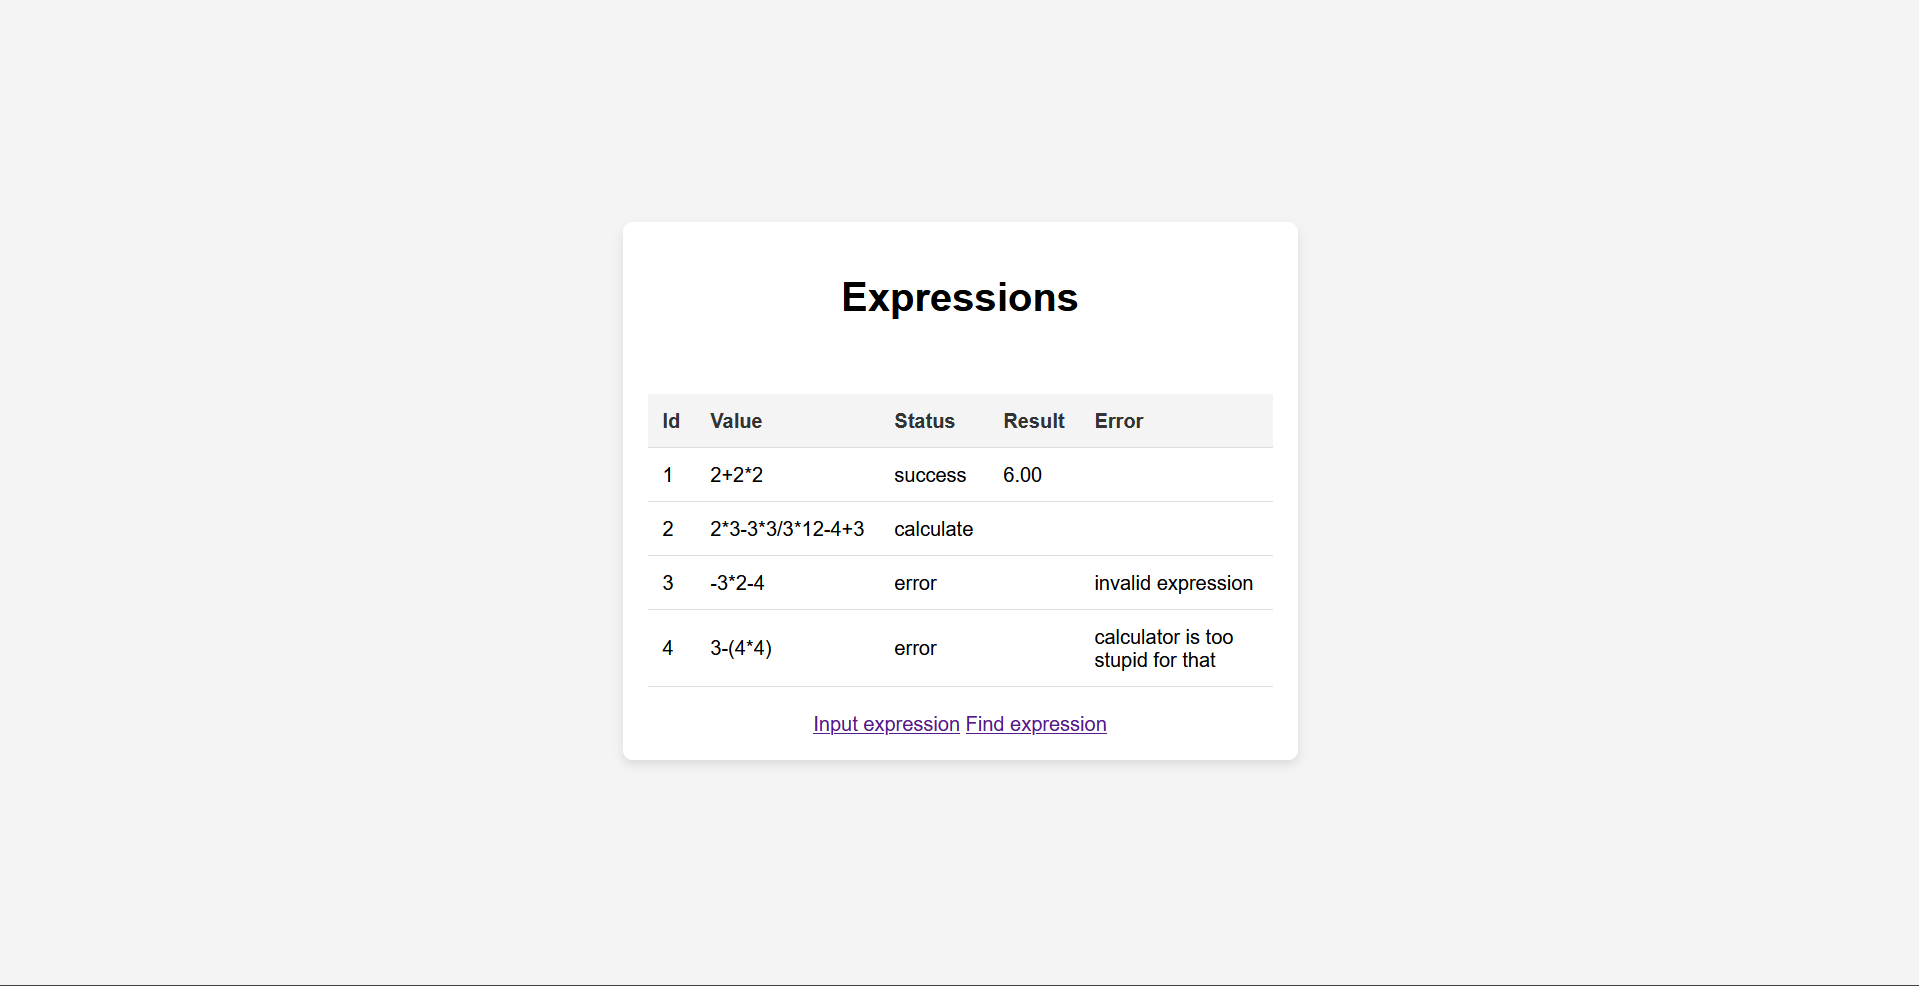 Expressions
Id Value Status Result Error
1 2+2*2 success 6.00
2 2*3-3*3/3*12-4+3 calculate
3 -3*2-4 error invalid expression
4 3-(4*4) error calculator is too
stupid for that
Input expression Find expression